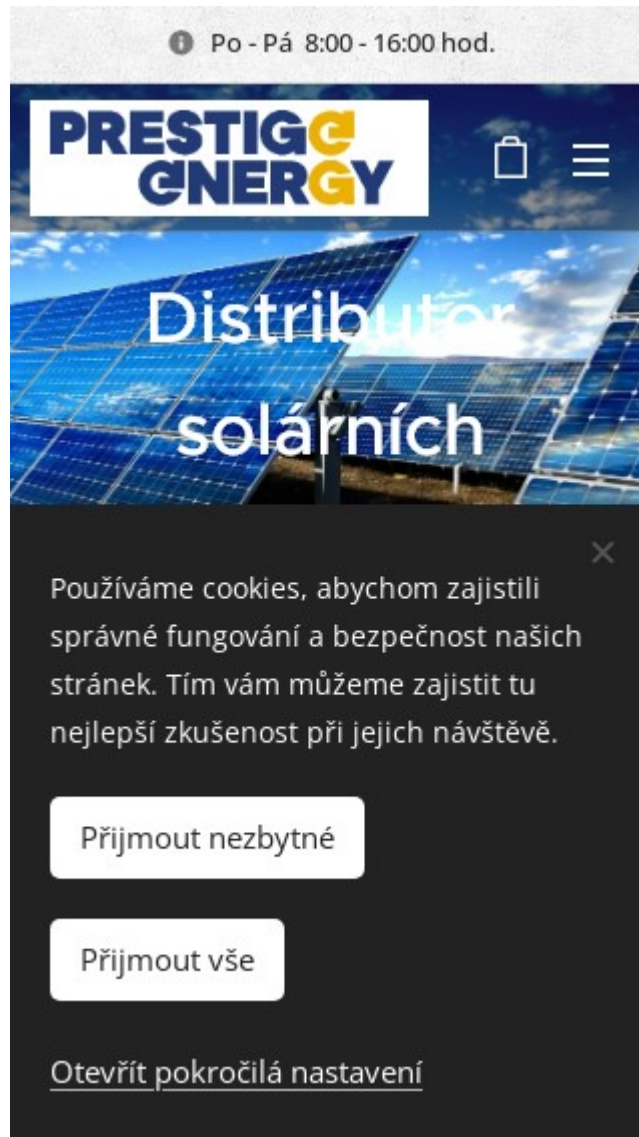 Po - Pá 8:00 - 16:00 hod.
PRESTIGE
ENERGY
Distributor
solárních
Používáme cookies, abychom zajistili
správné fungování a bezpečnost našich
stránek. Tím vám můžeme zajistit tu
nejlepší zkušenost při jejich návštěvě.
Přijmout nezbytné
Přijmout vše
Otevřít pokročilá nastavení